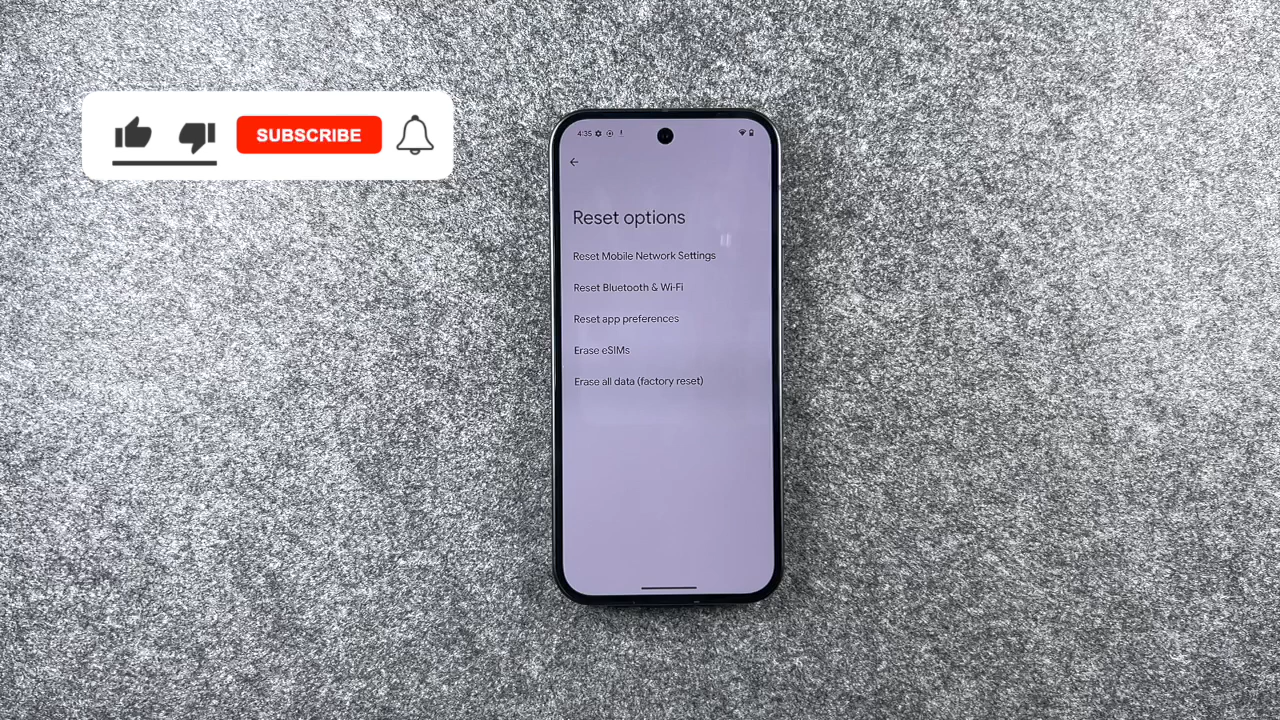 SUBSCRIBE
4:35
Reset options
Reset Mobile Network Settings
Reset Bluetooth & Wi-Fi
Reset app preferences
Erase eSIMs
Erase all data (factory reset)